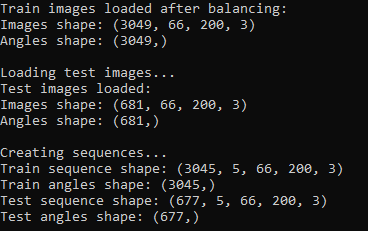 Train images loaded after balancing:
Images shape: (3049, 66, 200, 3)
Angles shape: (3049,)
Loading test images...
Test images loaded:
Images shape: (681, 66, 200, 3)
Angles shape: (681,)
Creating sequences...
Train sequence shape: (3045, 5, 66, 200, 3)
Train angles shape: (3045,)
Test sequence shape: (677, 5, 66, 200, 3)
Test angles shape: (677,)